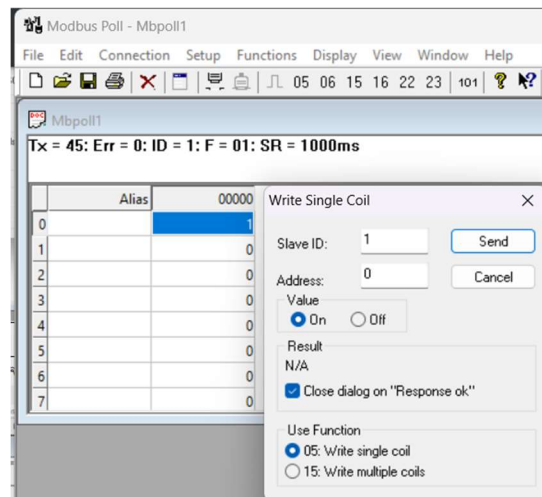 Modbus Poll - Mbpoll1
File Edit Connection Setup Functions Display View Window Help
05 06 15 16 22 23 101
Mbpoll1
Tx = 45: Err = 0: ID = 1: F = 01: SR = 1000ms
Alias 00000
0 1
1 0
2 0
3 0
4 0
5 0
6 0
7 0
Write Single Coil
Slave ID: 1 Send
Address: 0 Cancel
Value
On Off
Result
N/A
Close dialog on "Response ok"
Use Function
05: Write single coil
15: Write multiple coils